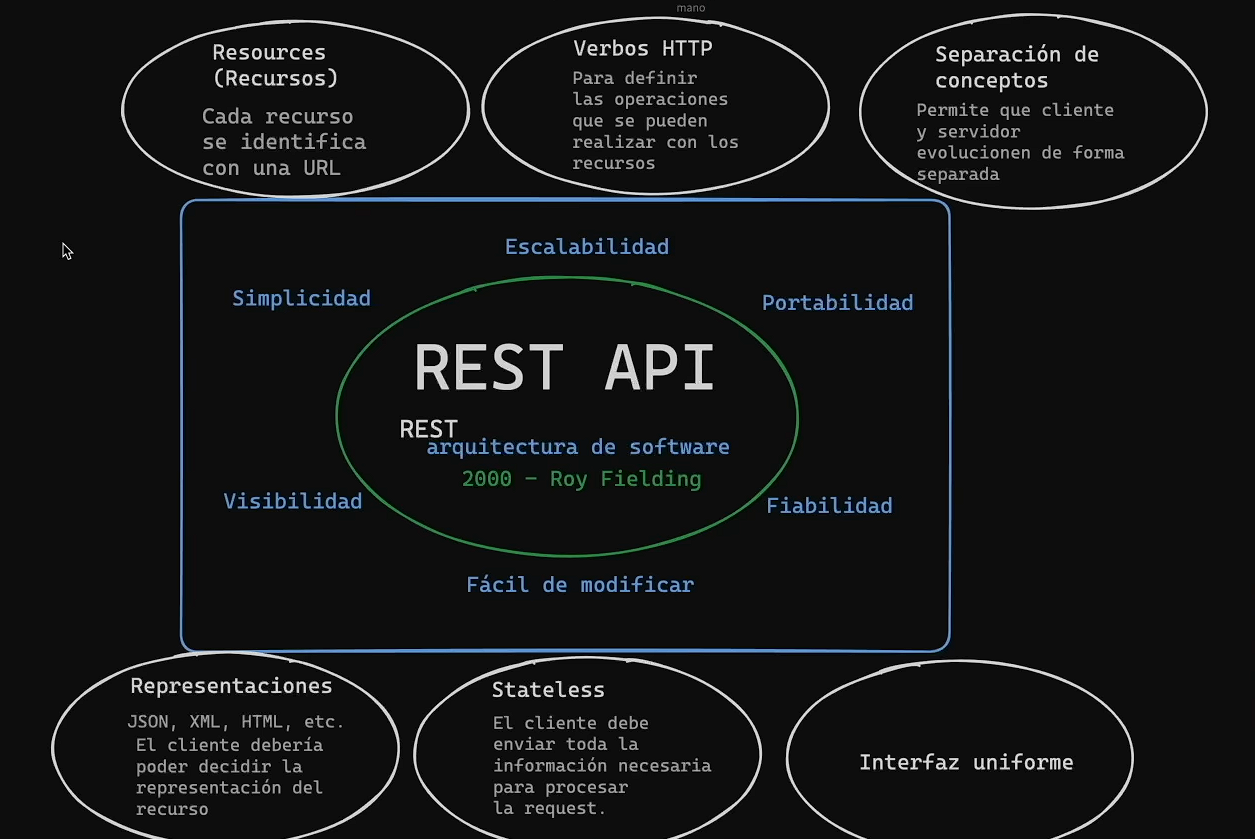 mano
Resources
(Recursos)
Cada recurso
se identifica
con una URL
Verbos HTTP
Para definir
las operaciones
que se pueden
realizar con los
recursos
Separación de
conceptos
Permite que cliente
y servidor
evolucionen de forma
separada
Escalabilidad
Simplicidad
Portabilidad
REST API
REST
arquitectura de software
2000 - Roy Fielding
Visibilidad
Fiabilidad
Fácil de modificar
Representaciones
JSON, XML, HTML, etc.
El cliente debería
poder decidir la
representación del
recurso
Stateless
El cliente debe
enviar toda la
información necesaria
para procesar
la request.
Interfaz uniforme